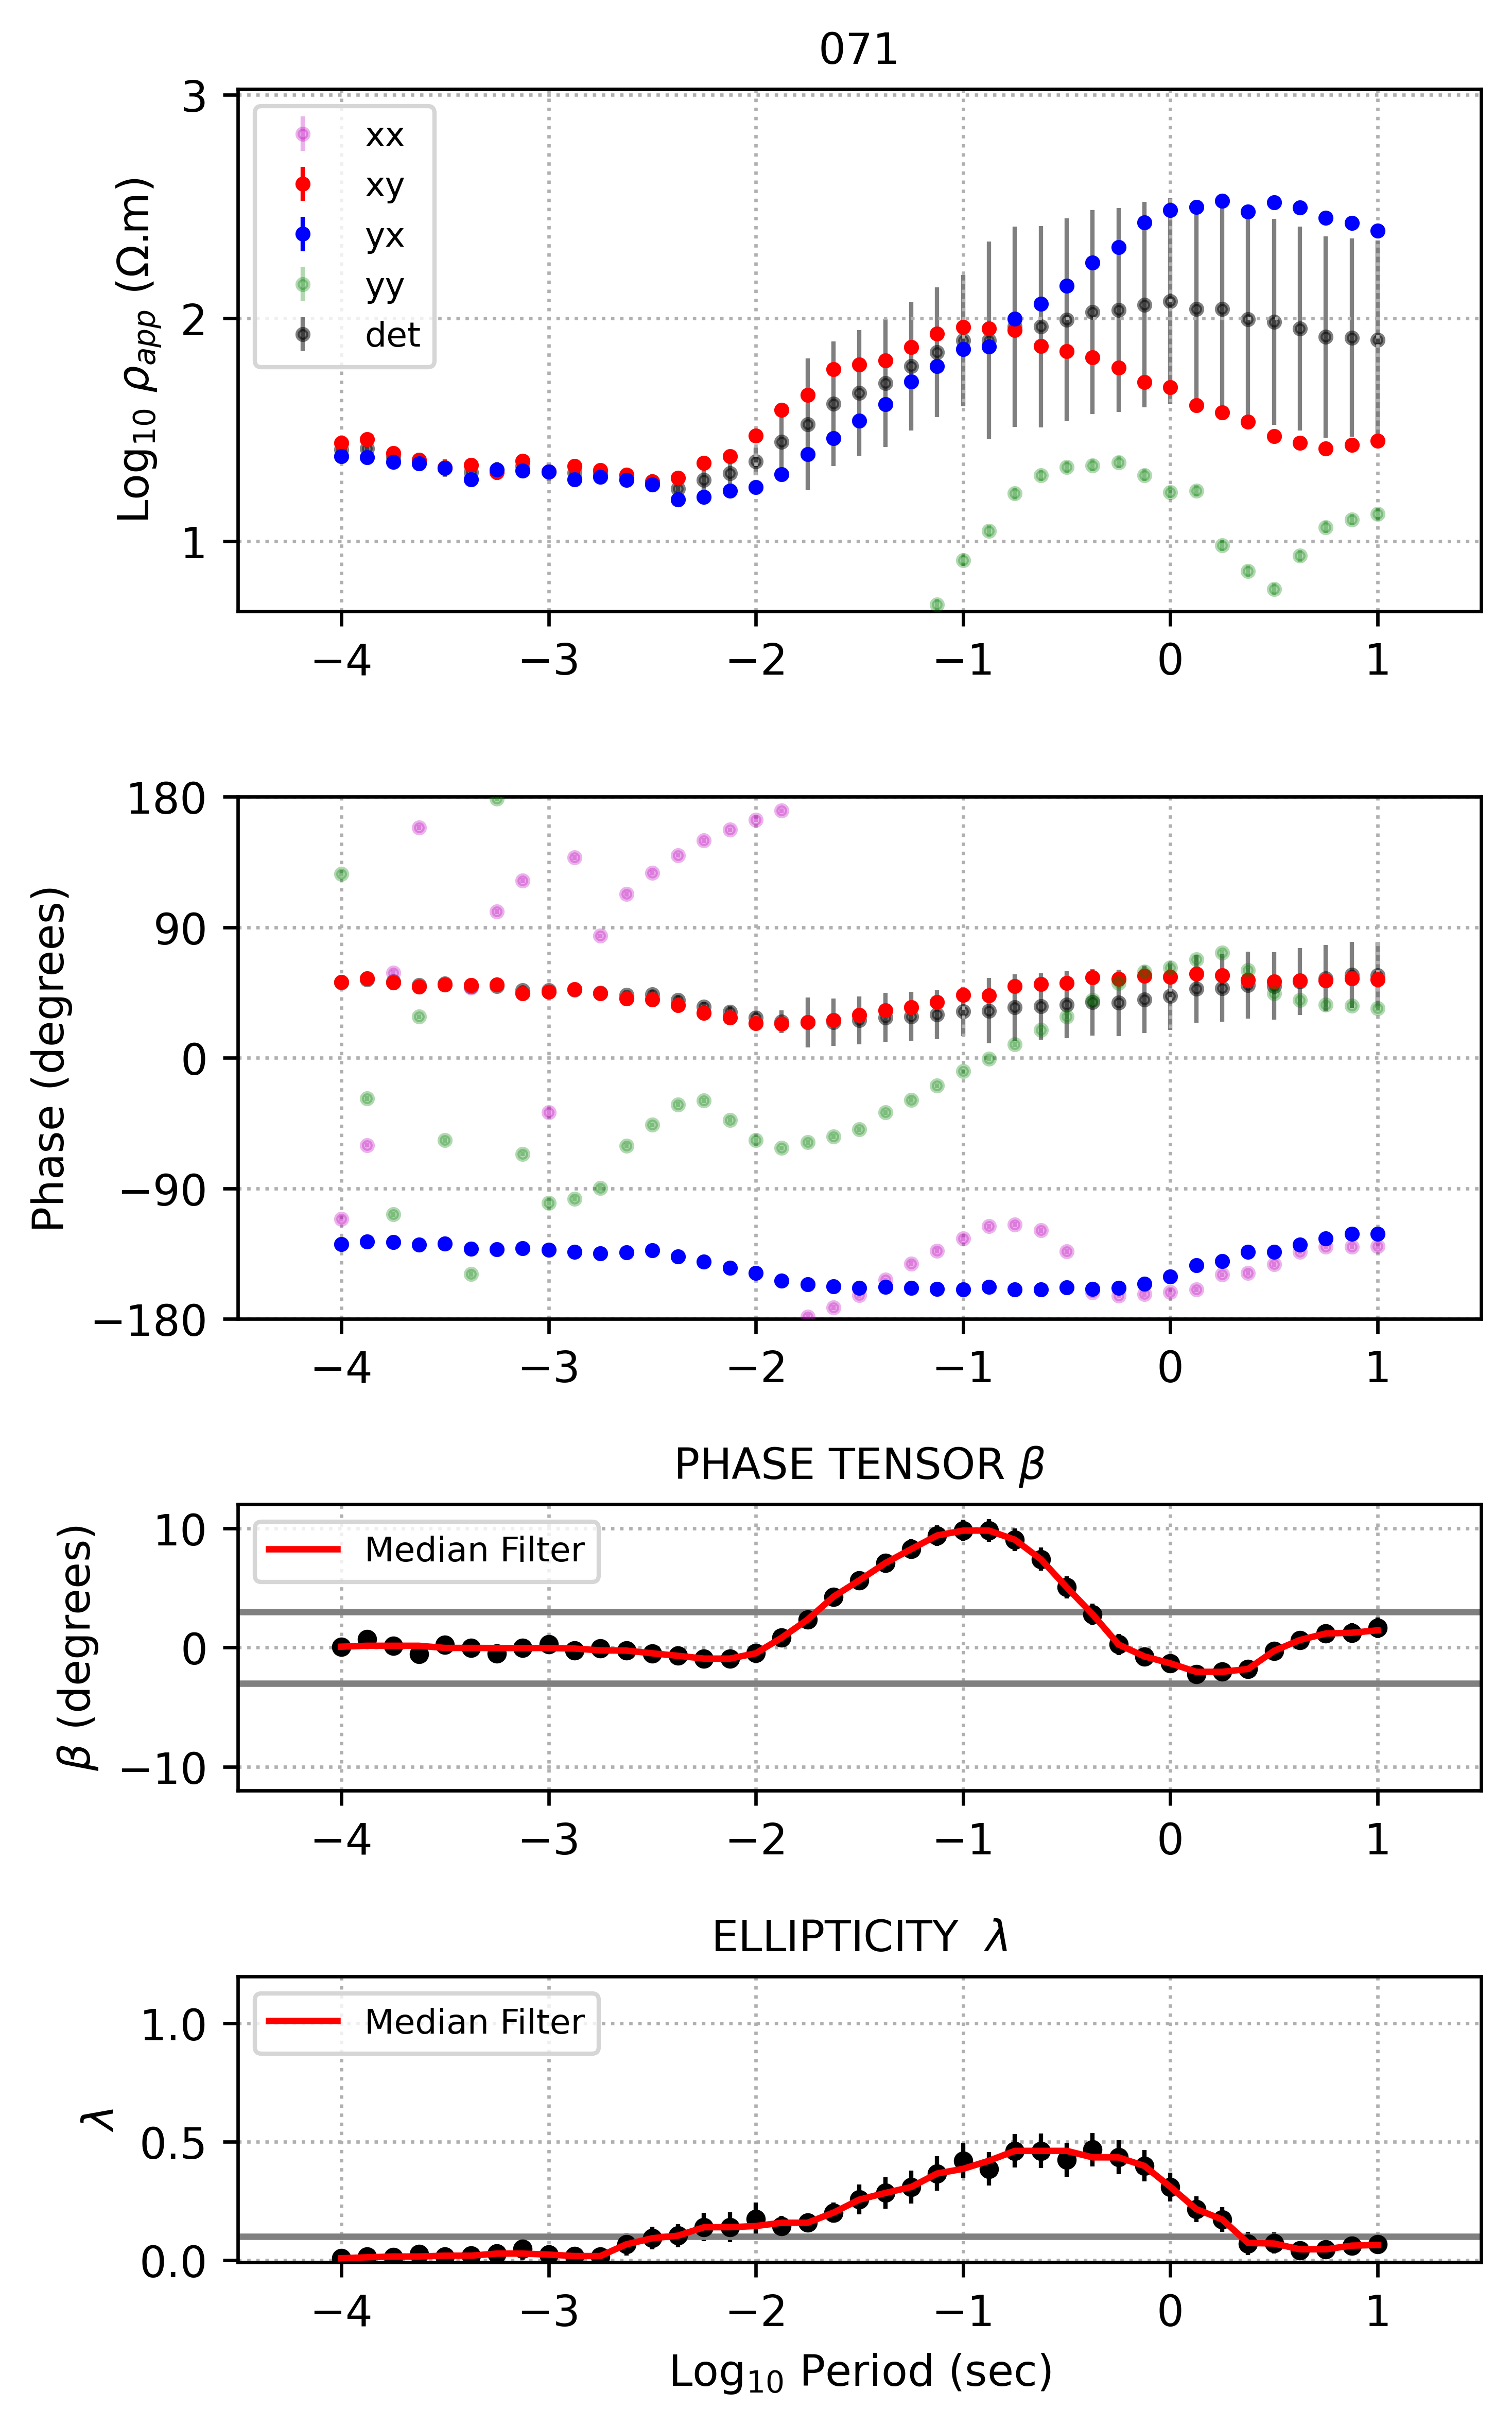 071
Log10 ρapp (Ω.m)
3
2
1
xx
xy
yx
yy
det
−4 −3 −2 −1 0 1
Phase (degrees)
180
90
0
−90
−180
−4 −3 −2 −1 0 1
PHASE TENSOR β
β (degrees)
10
0
−10
Median Filter
−4 −3 −2 −1 0 1
ELLIPTICITY λ
λ
1.0
0.5
0.0
Median Filter
−4 −3 −2 −1 0 1
Log10 Period (sec)